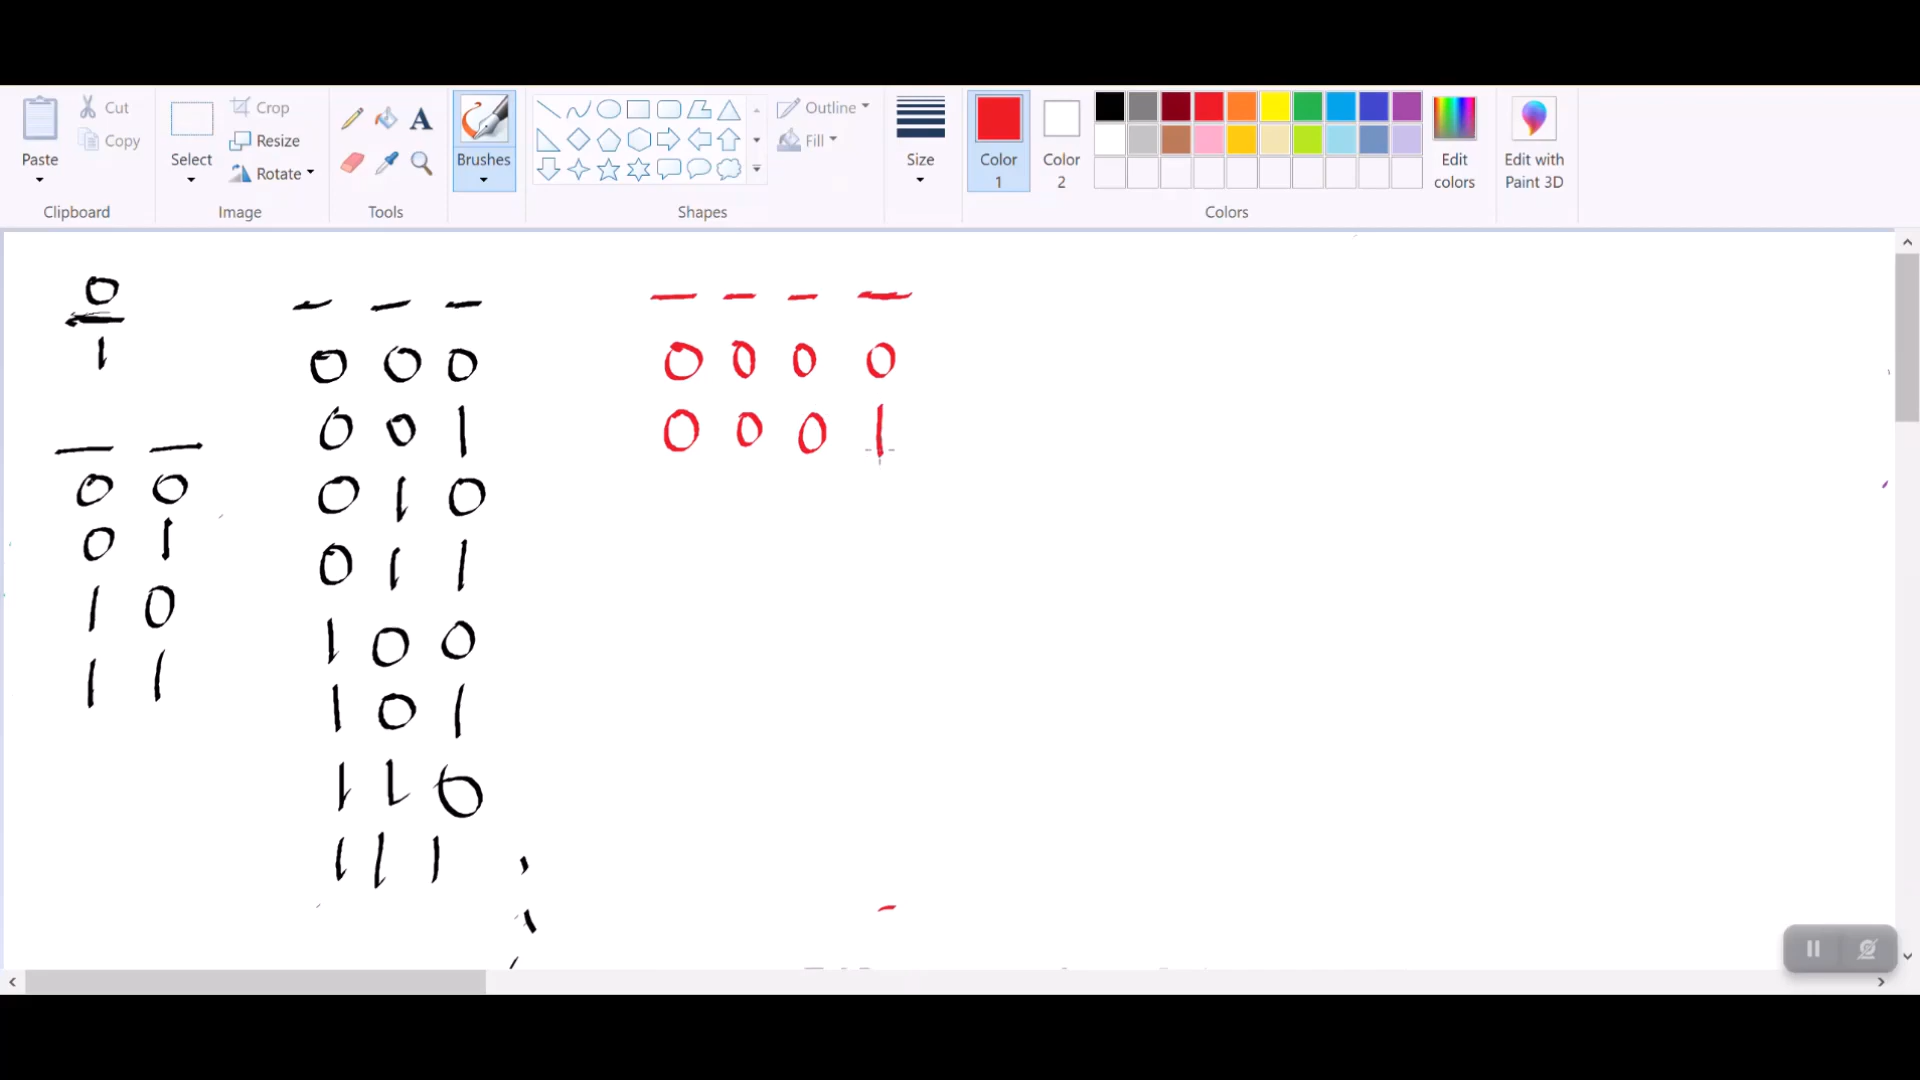 Paste
Cut
Copy
Clipboard
Select
Crop
Resize
Rotate
Image
A
Tools
Brushes
Outline
Fill
Shapes
Size
Color 1
Color 2
Edit colors
Colors
Edit with Paint 3D
0
1
0 0
0 1
1 0
1 1
0 0 0
0 0 1
0 1 0
0 1 1
1 0 0
1 0 1
1 1 0
1 1 1
0 0 0 0
0 0 0 1